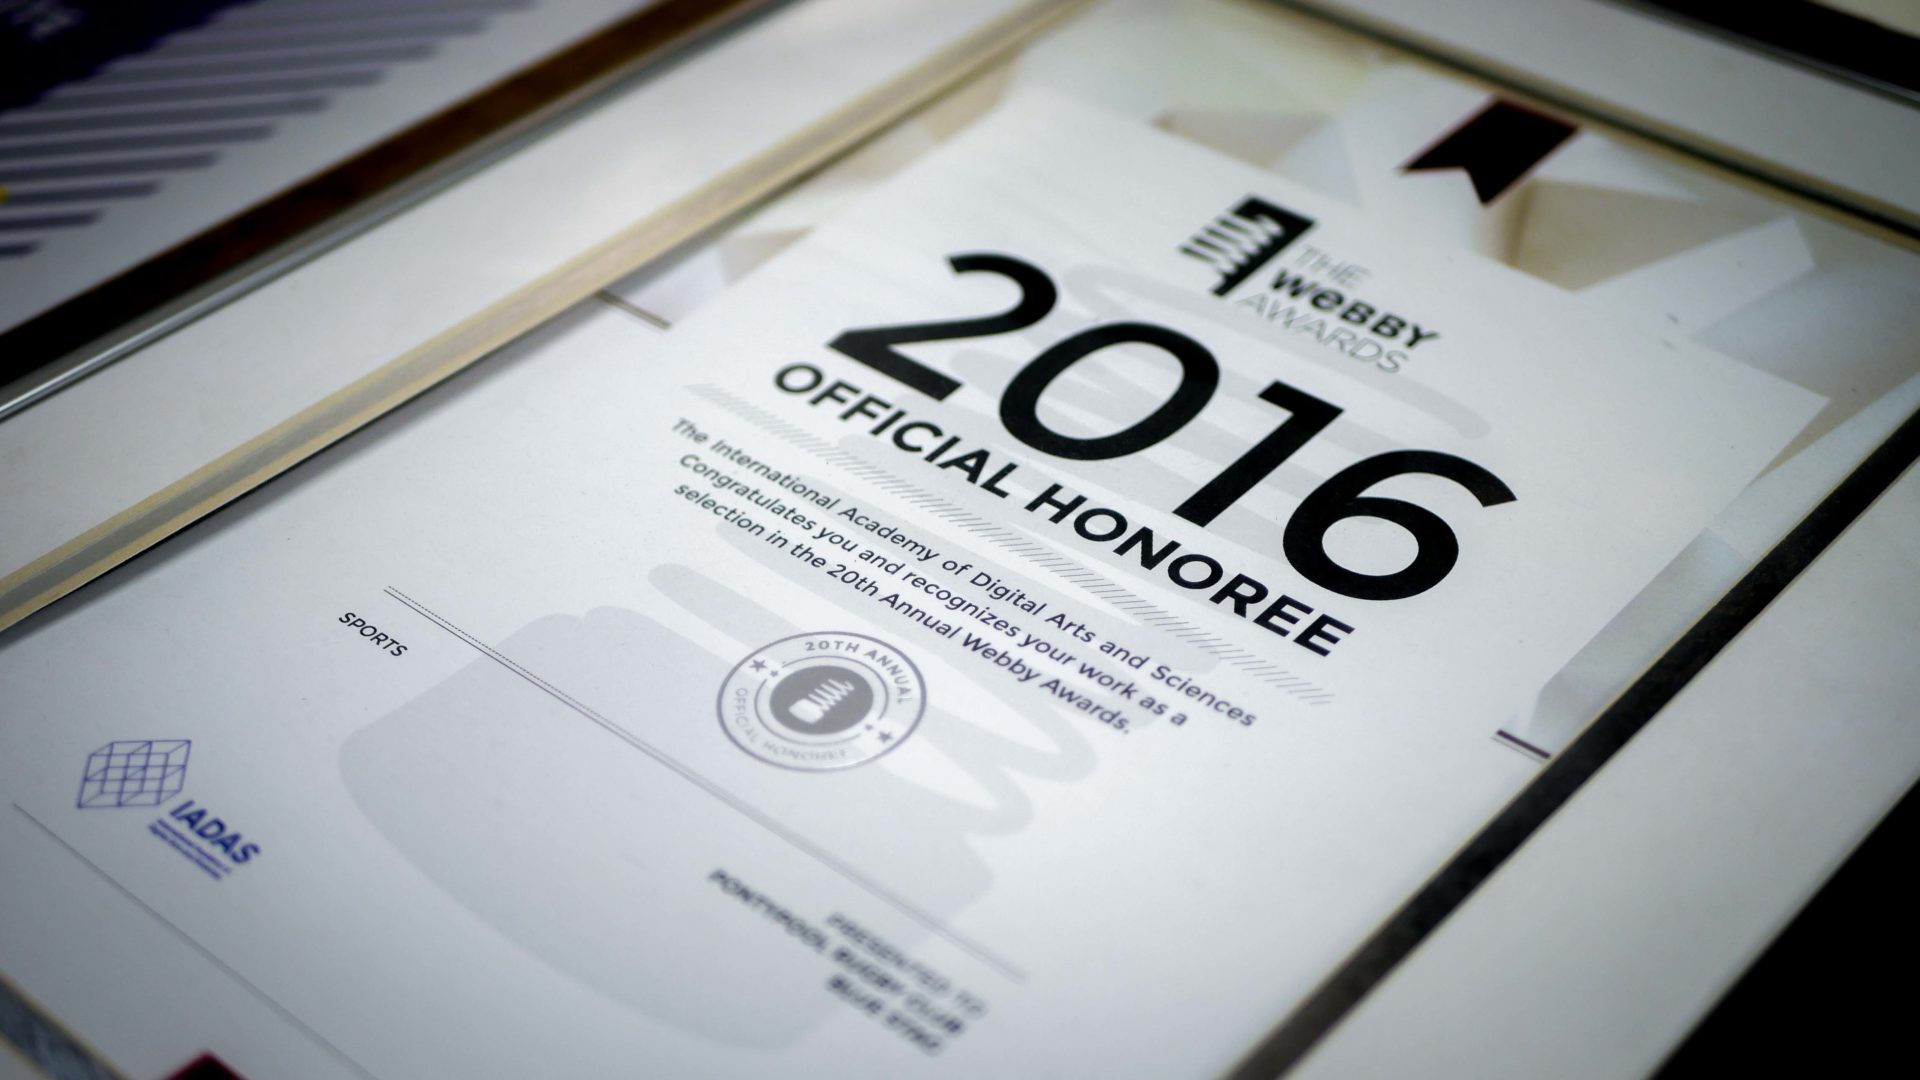 THE
WEBBY
AWARDS
2016
OFFICIAL HONOREE
The International Academy of Digital Arts and Sciences
Congratulates you and recognizes your work as a
selection in the 20th Annual Webby Awards.
20TH ANNUAL
OFFICIAL HONOREE
SPORTS
IADAS
PRESENTED TO
PONTYPOOL RUGBY CLUB
BLUE STAG